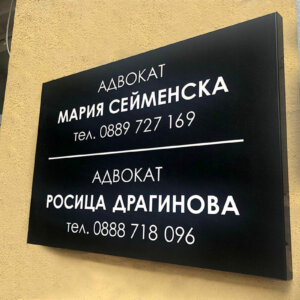 АДВОКАТ
МАРИЯ СЕЙМЕНСКА
тел. 0889 727 169
АДВОКАТ
РОСИЦА ДРАГИНОВА
тел. 0888 718 096